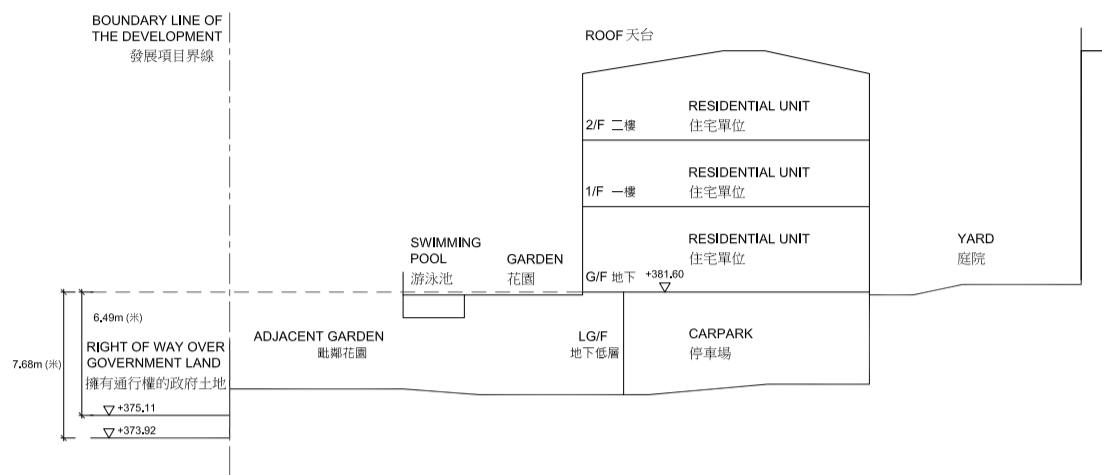 BOUNDARY LINE OF
THE DEVELOPMENT
發展項目界線
ROOF 天台
RESIDENTIAL UNIT
2/F 二樓
住宅單位
RESIDENTIAL UNIT
1/F 一樓
住宅單位
RESIDENTIAL UNIT
住宅單位
G/F 地下
+381.60
SWIMMING
POOL
游泳池
GARDEN
花園
YARD
庭院
6.49m (米)
7.68m (米)
RIGHT OF WAY OVER
GOVERNMENT LAND
擁有通行權的政府土地
+375.11
+373.92
ADJACENT GARDEN
毗鄰花園
LG/F
地下低層
CARPARK
停車場